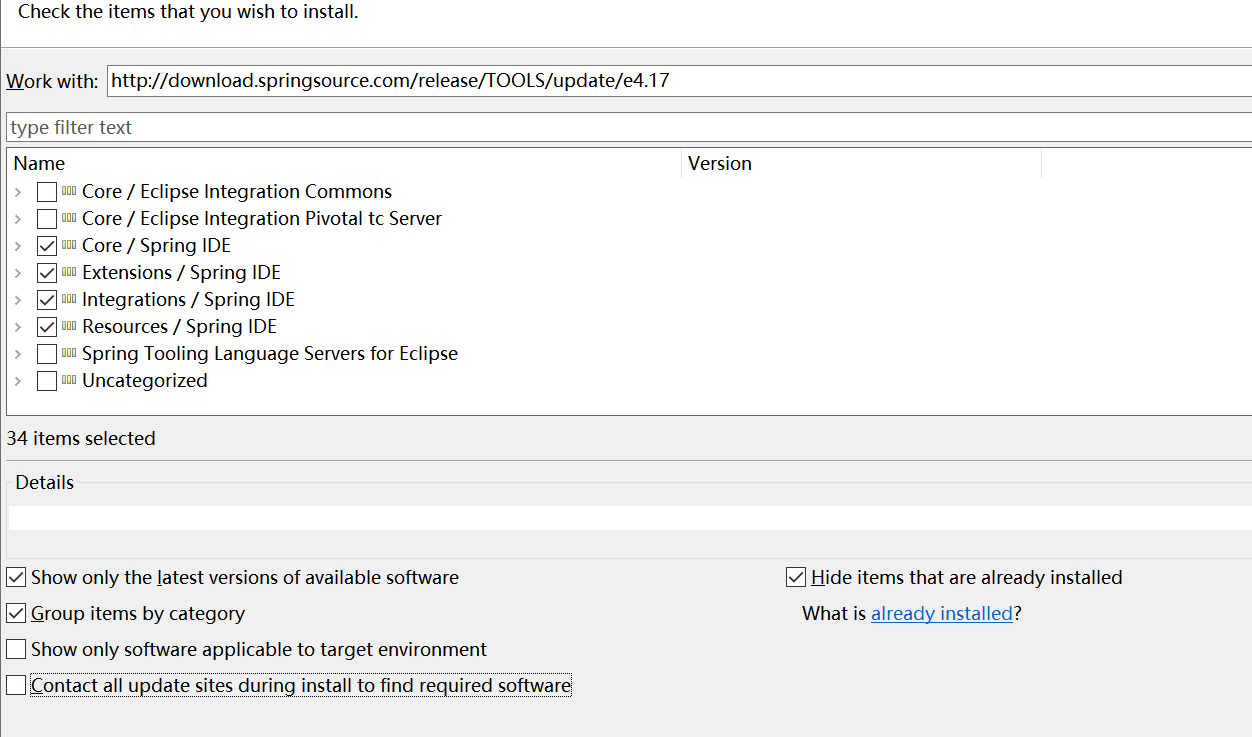 Check the items that you wish to install.
Work with: http://download.springsource.com/release/TOOLS/update/e4.17
type filter text
Name Version
Core / Eclipse Integration Commons
Core / Eclipse Integration Pivotal tc Server
Core / Spring IDE
Extensions / Spring IDE
Integrations / Spring IDE
Resources / Spring IDE
Spring Tooling Language Servers for Eclipse
Uncategorized
34 items selected
Details
Show only the latest versions of available software Hide items that are already installed
Group items by category What is already installed?
Show only software applicable to target environment
Contact all update sites during install to find required software